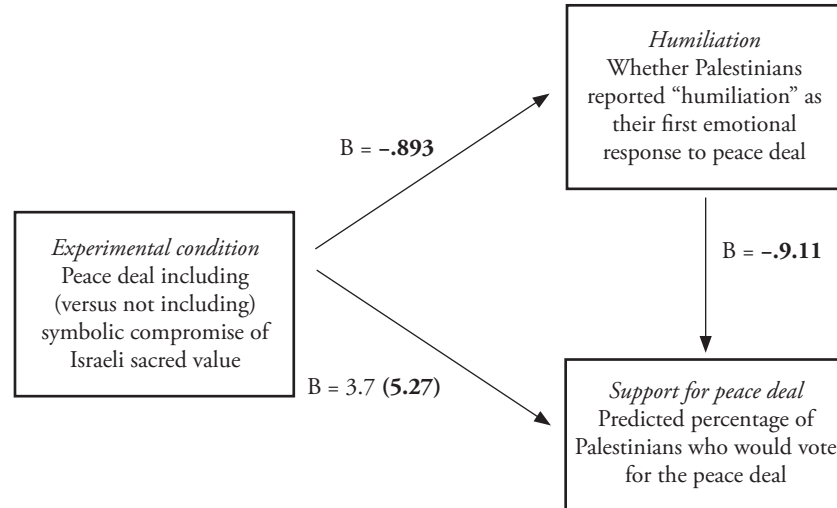 Humiliation
Whether Palestinians
reported “humiliation” as
their first emotional
response to peace deal
B = –.893
Experimental condition
Peace deal including
(versus not including)
symbolic compromise of
Israeli sacred value
B = –.9.11
B = 3.7 (5.27)
Support for peace deal
Predicted percentage of
Palestinians who would vote
for the peace deal